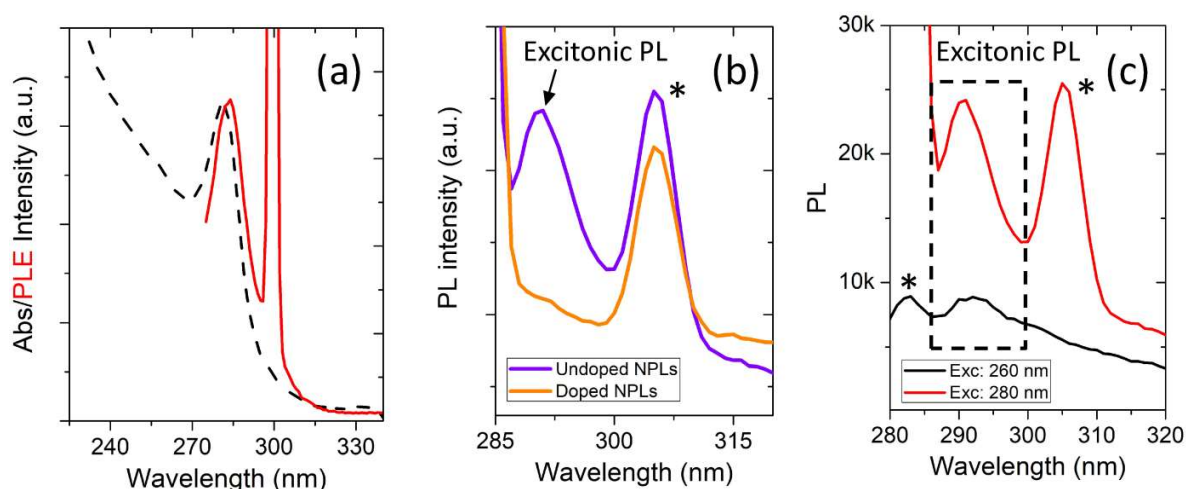 (a)
Abs/PLE Intensity (a.u.)
240 270 300 330
Wavelength (nm)
Excitonic PL
(b)
*
PL intensity (a.u.)
Undoped NPLs
Doped NPLs
285 300 315
Wavelength (nm)
30k
Excitonic PL
(c)
*
20k
PL
10k
*
Exc: 260 nm
Exc: 280 nm
280 290 300 310 320
Wavelength (nm)